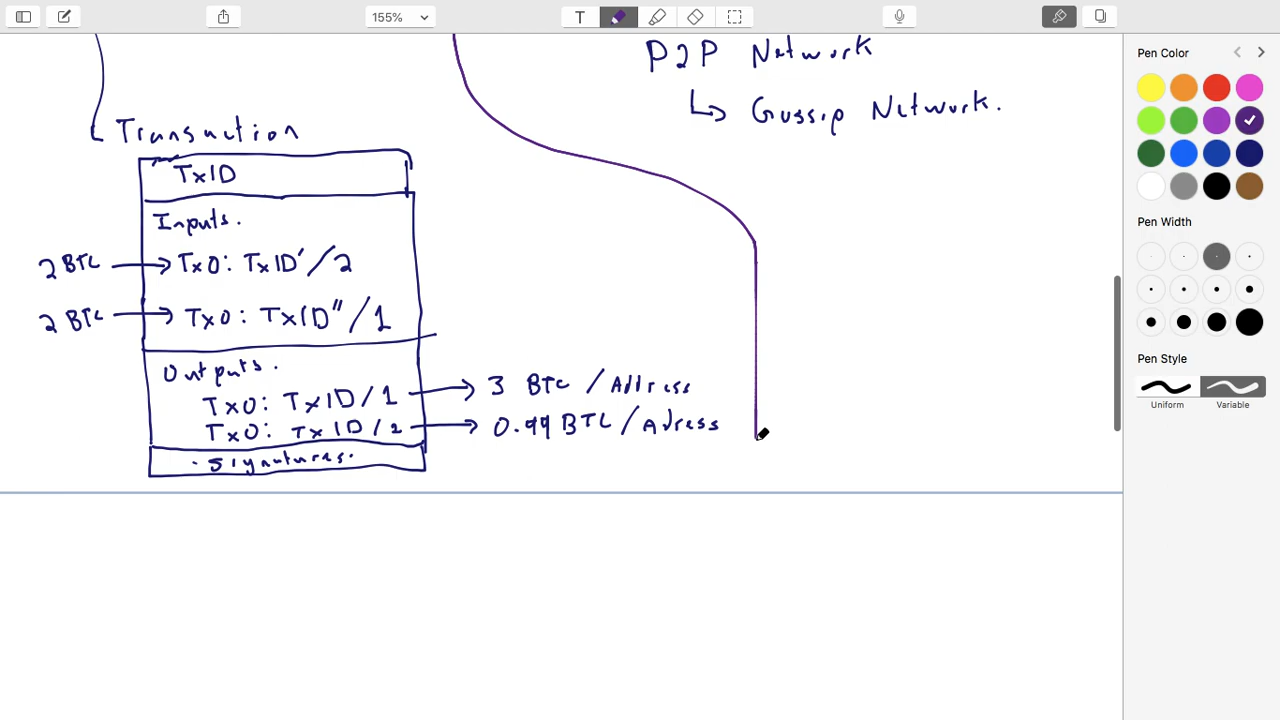 155%
T
Pen Color
P2P Network
↳ Gossip Network.
Transaction
TxID
Inputs.
2 BTC → TxO: TxID'/2
2 BTC → TxO: TxID"/1
Pen Width
Pen Style
Uniform Variable
Outputs.
TxO: TxID/1 → 3 BTC / Address
TxO: TxID/2 → 0.99 BTC / Adress
. Signatures.